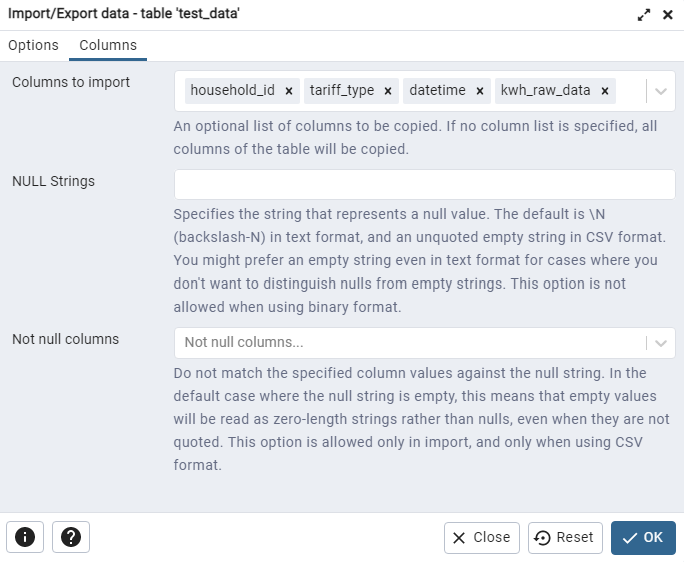 Import/Export data - table 'test_data'
Options Columns
Columns to import
household_id tariff_type datetime kwh_raw_data
An optional list of columns to be copied. If no column list is specified, all
columns of the table will be copied.
NULL Strings
Specifies the string that represents a null value. The default is \N
(backslash-N) in text format, and an unquoted empty string in CSV format.
You might prefer an empty string even in text format for cases where you
don't want to distinguish nulls from empty strings. This option is not
allowed when using binary format.
Not null columns
Not null columns...
Do not match the specified column values against the null string. In the
default case where the null string is empty, this means that empty values
will be read as zero-length strings rather than nulls, even when they are not
quoted. This option is allowed only in import, and only when using CSV
format.
Close Reset OK